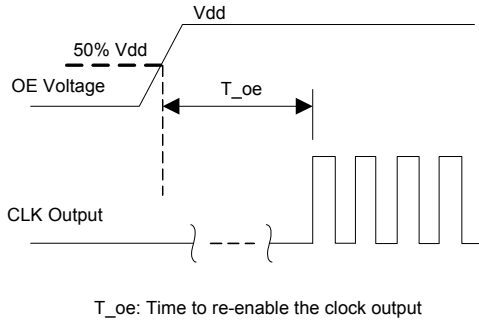 Vdd
50% Vdd
OE Voltage
T_oe
CLK Output
T_oe: Time to re-enable the clock output